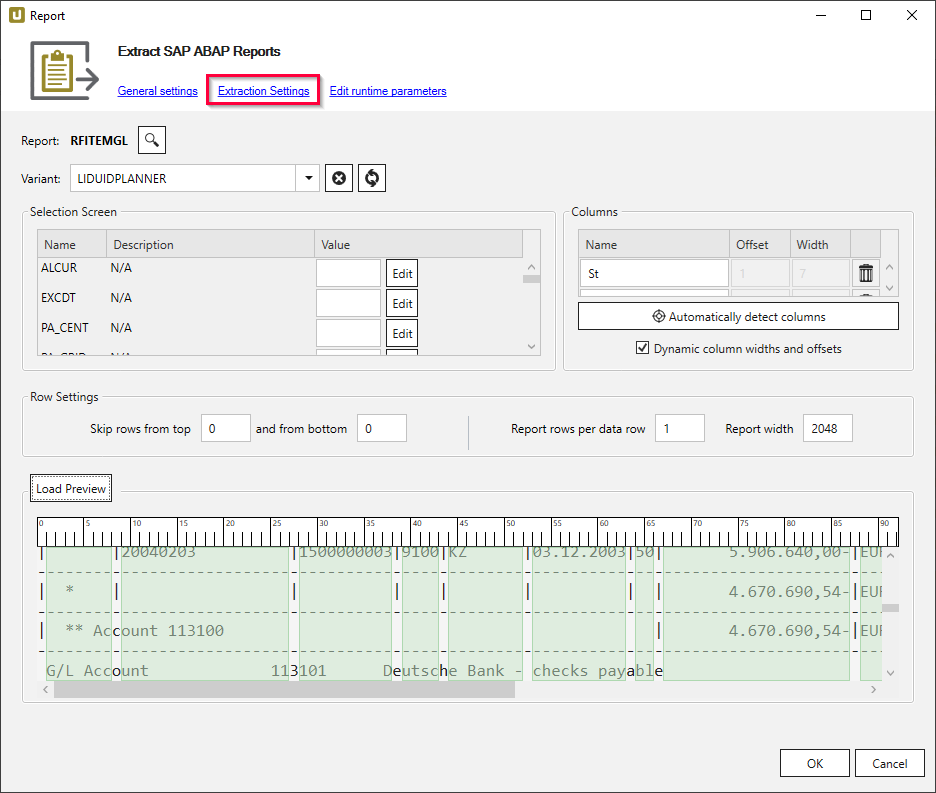 Report
Extract SAP ABAP Reports
General settings Extraction Settings Edit runtime parameters
Report: RFITEMGL
Variant: LIDUIDPLANNER
Selection Screen
Name Description Value
ALCUR N/A Edit
EXCDT N/A Edit
PA_CENT N/A Edit
Columns
Name Offset Width
St 1 7
Automatically detect columns
Dynamic column widths and offsets
Row Settings
Skip rows from top 0 and from bottom 0 Report rows per data row 1 Report width 2048
Load Preview
0 5 10 15 20 25 30 35 40 45 50 55 60 65 70 75 80 85 90
| |20040203 |1500000003|9100|KZ |03.12.2003|50| 5.906.640,00-|EUR
| * | | | | | | | 4.670.690,54-|EUR
| ** Account 113100 | 4.670.690,54-|EUR
G/L Account 113101 Deutsche Bank - checks payable
OK Cancel